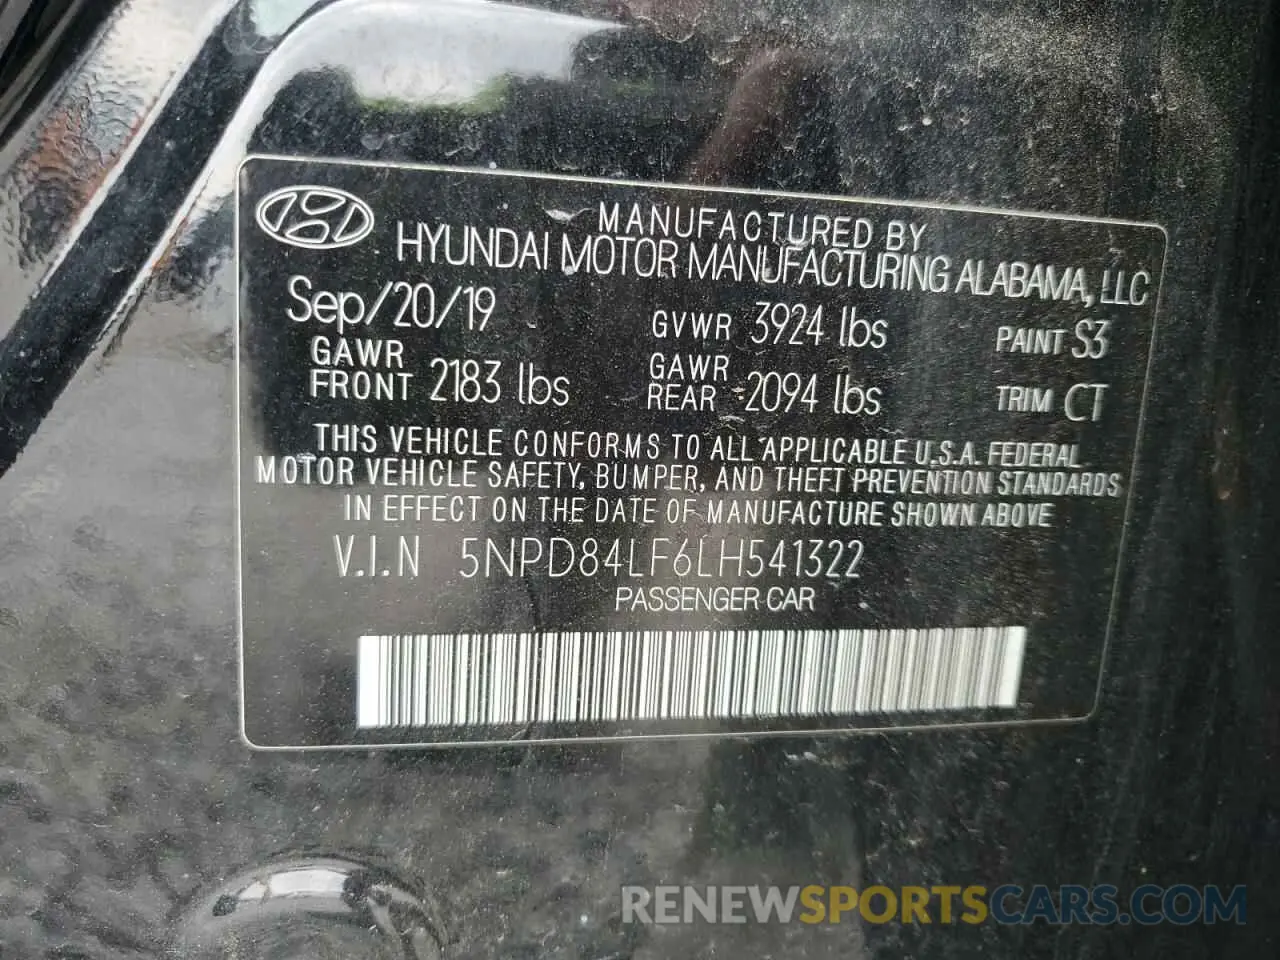 MANUFACTURED BY
HYUNDAI MOTOR MANUFACTURING ALABAMA, LLC
Sep/20/19 GVWR 3924 lbs PAINT S3
GAWR FRONT 2183 lbs GAWR REAR 2094 lbs TRIM CT
THIS VEHICLE CONFORMS TO ALL APPLICABLE U.S.A. FEDERAL
MOTOR VEHICLE SAFETY, BUMPER, AND THEFT PREVENTION STANDARDS
IN EFFECT ON THE DATE OF MANUFACTURE SHOWN ABOVE
V.I.N 5NPD84LF6LH541322
PASSENGER CAR
RENEWSPORTSCARS.COM